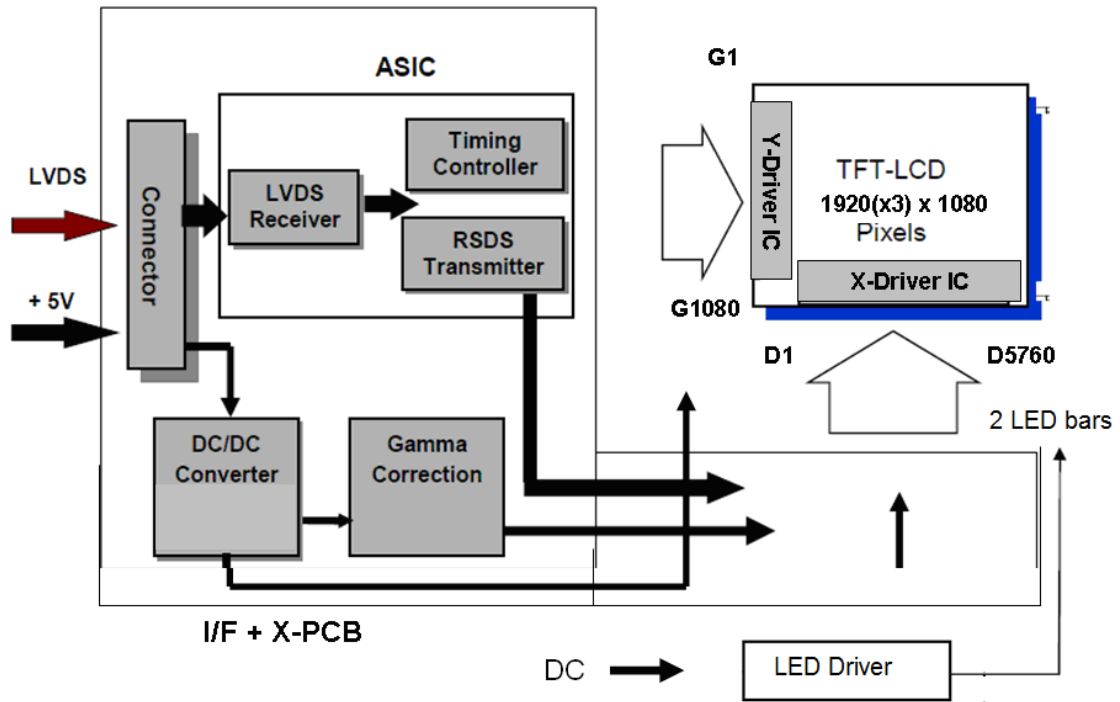 ASIC
LVDS
+ 5V
Connector
LVDS
Receiver
Timing
Controller
RSDS
Transmitter
DC/DC
Converter
Gamma
Correction
I/F + X-PCB
G1
G1080
Y-Driver IC
TFT-LCD
1920(x3) x 1080
Pixels
X-Driver IC
D1
D5760
2 LED bars
DC
LED Driver